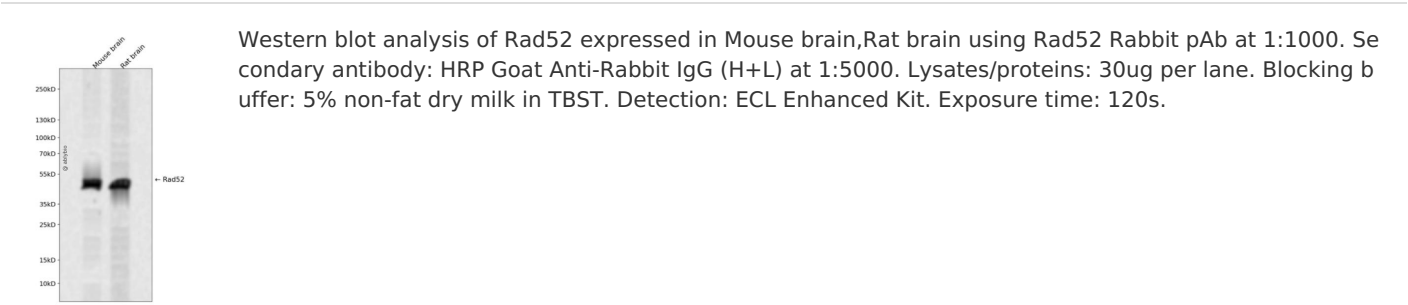 Mouse brain
Rat brain
Western blot analysis of Rad52 expressed in Mouse brain,Rat brain using Rad52 Rabbit pAb at 1:1000. Se
condary antibody: HRP Goat Anti-Rabbit IgG (H+L) at 1:5000. Lysates/proteins: 30ug per lane. Blocking b
uffer: 5% non-fat dry milk in TBST. Detection: ECL Enhanced Kit. Exposure time: 120s.
250kD
130kD
100kD
70kD
55kD
← Rad52
35kD
25kD
15kD
10kD